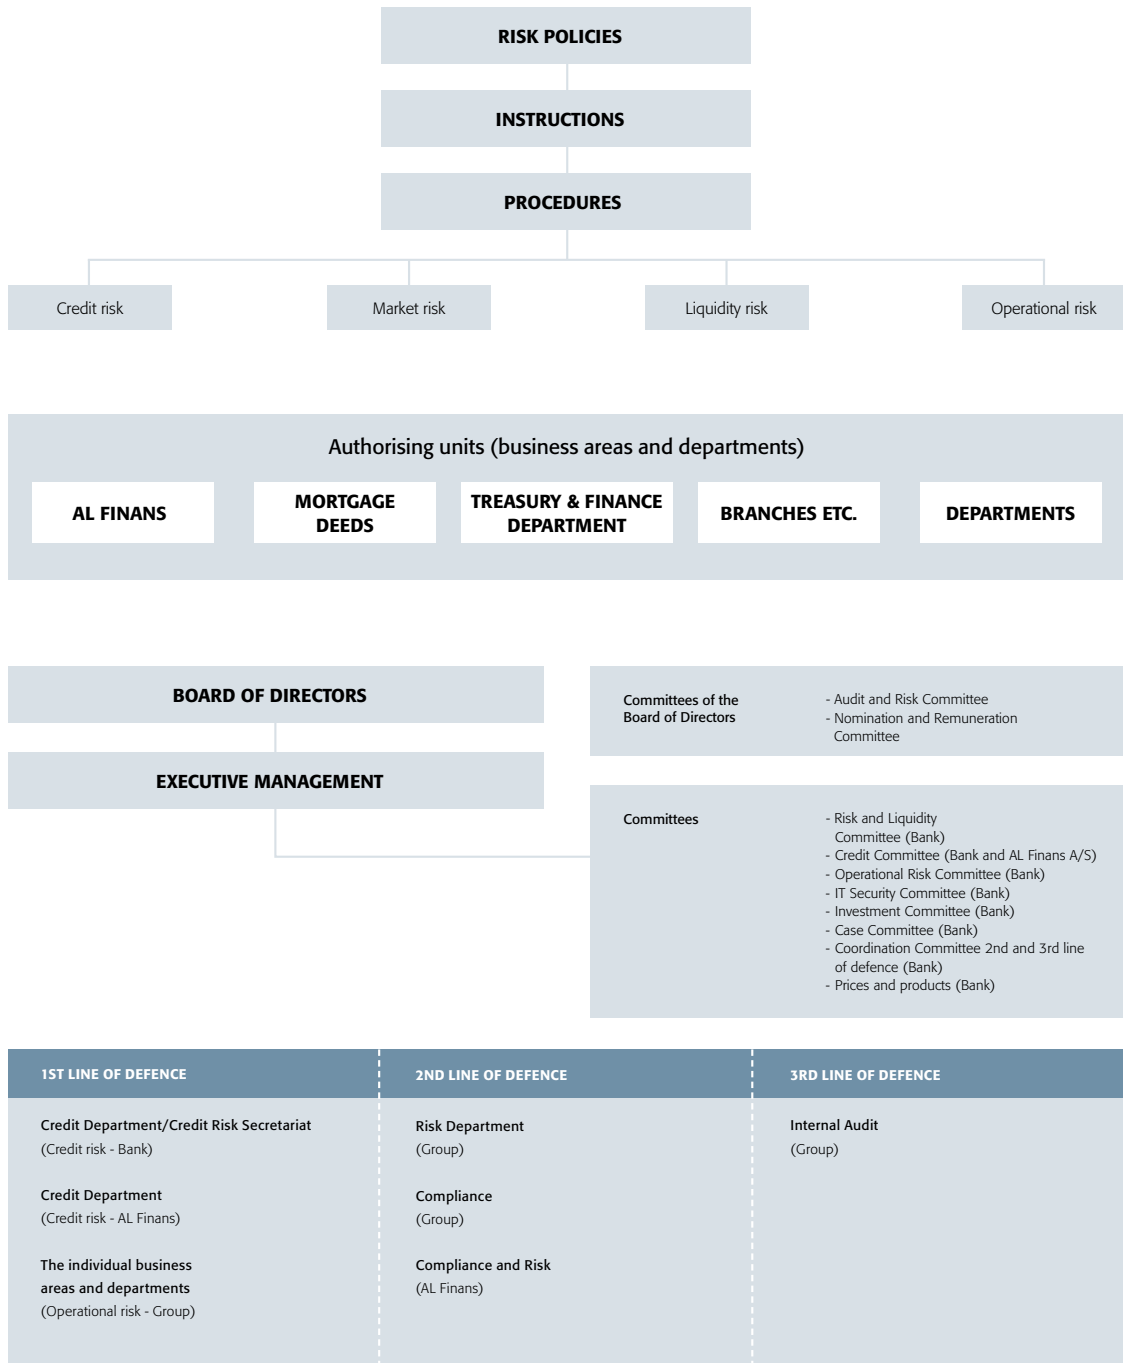 RISK POLICIES
INSTRUCTIONS
PROCEDURES
Credit risk
Market risk
Liquidity risk
Operational risk
Authorising units (business areas and departments)
AL FINANS
MORTGAGE
DEEDS
TREASURY & FINANCE
DEPARTMENT
BRANCHES ETC.
DEPARTMENTS
BOARD OF DIRECTORS
EXECUTIVE MANAGEMENT
Committees of the
Board of Directors
- Audit and Risk Committee
- Nomination and Remuneration
Committee
Committees
- Risk and Liquidity
Committee (Bank)
- Credit Committee (Bank and AL Finans A/S)
- Operational Risk Committee (Bank)
- IT Security Committee (Bank)
- Investment Committee (Bank)
- Case Committee (Bank)
- Coordination Committee 2nd and 3rd line
of defence (Bank)
- Prices and products (Bank)
1ST LINE OF DEFENCE
Credit Department/Credit Risk Secretariat
(Credit risk - Bank)
Credit Department
(Credit risk - AL Finans)
The individual business
areas and departments
(Operational risk - Group)
2ND LINE OF DEFENCE
Risk Department
(Group)
Compliance
(Group)
Compliance and Risk
(AL Finans)
3RD LINE OF DEFENCE
Internal Audit
(Group)